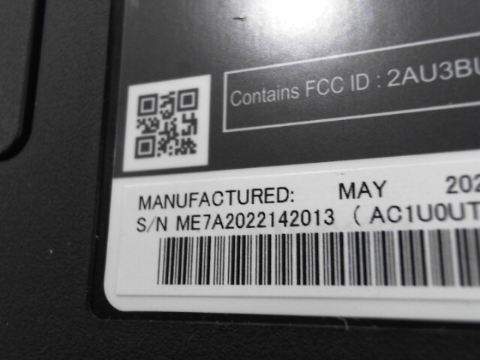 Contains FCC ID : 2AU3BU
MANUFACTURED: MAY 202
S/N ME7A2022142013 ( AC1U0UT